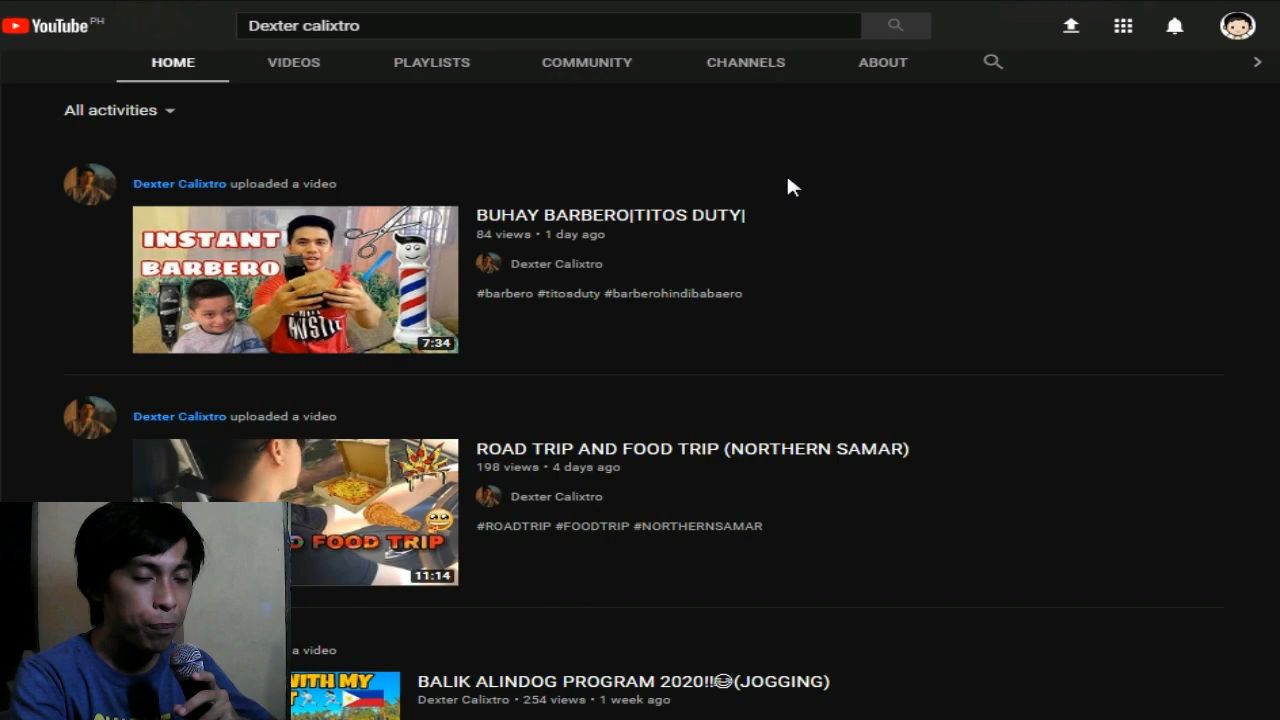 YouTube PH
Dexter calixtro
HOME VIDEOS PLAYLISTS COMMUNITY CHANNELS ABOUT
All activities
Dexter Calixtro uploaded a video
INSTANT
BARBERO
7:34
BUHAY BARBERO|TITOS DUTY|
84 views • 1 day ago
Dexter Calixtro
#barbero #titosduty #barberohindibabaero
Dexter Calixtro uploaded a video
FOOD TRIP
11:14
ROAD TRIP AND FOOD TRIP (NORTHERN SAMAR)
198 views • 4 days ago
Dexter Calixtro
#ROADTRIP #FOODTRIP #NORTHERNSAMAR
a video
WITH MY
BALIK ALINDOG PROGRAM 2020!!😂(JOGGING)
Dexter Calixtro • 254 views • 1 week ago